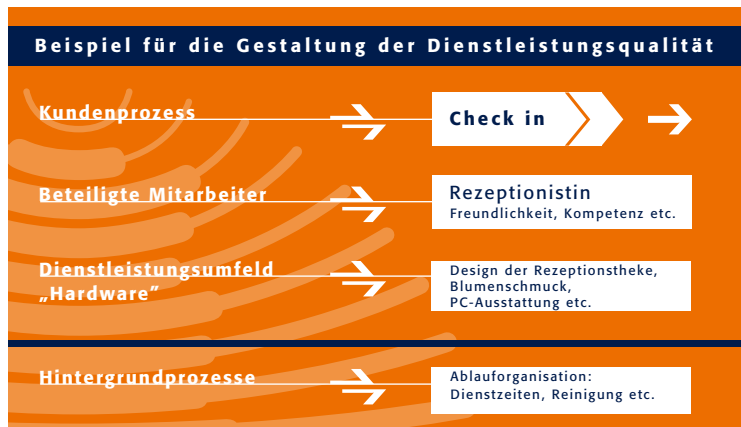 Beispiel für die Gestaltung der Dienstleistungsqualität
Kundenprozess
Check in
Beteiligte Mitarbeiter
Rezeptionistin
Freundlichkeit, Kompetenz etc.
Dienstleistungsumfeld
„Hardware”
Design der Rezeptionstheke,
Blumenschmuck,
PC-Ausstattung etc.
Hintergrundprozesse
Ablauforganisation:
Dienstzeiten, Reinigung etc.